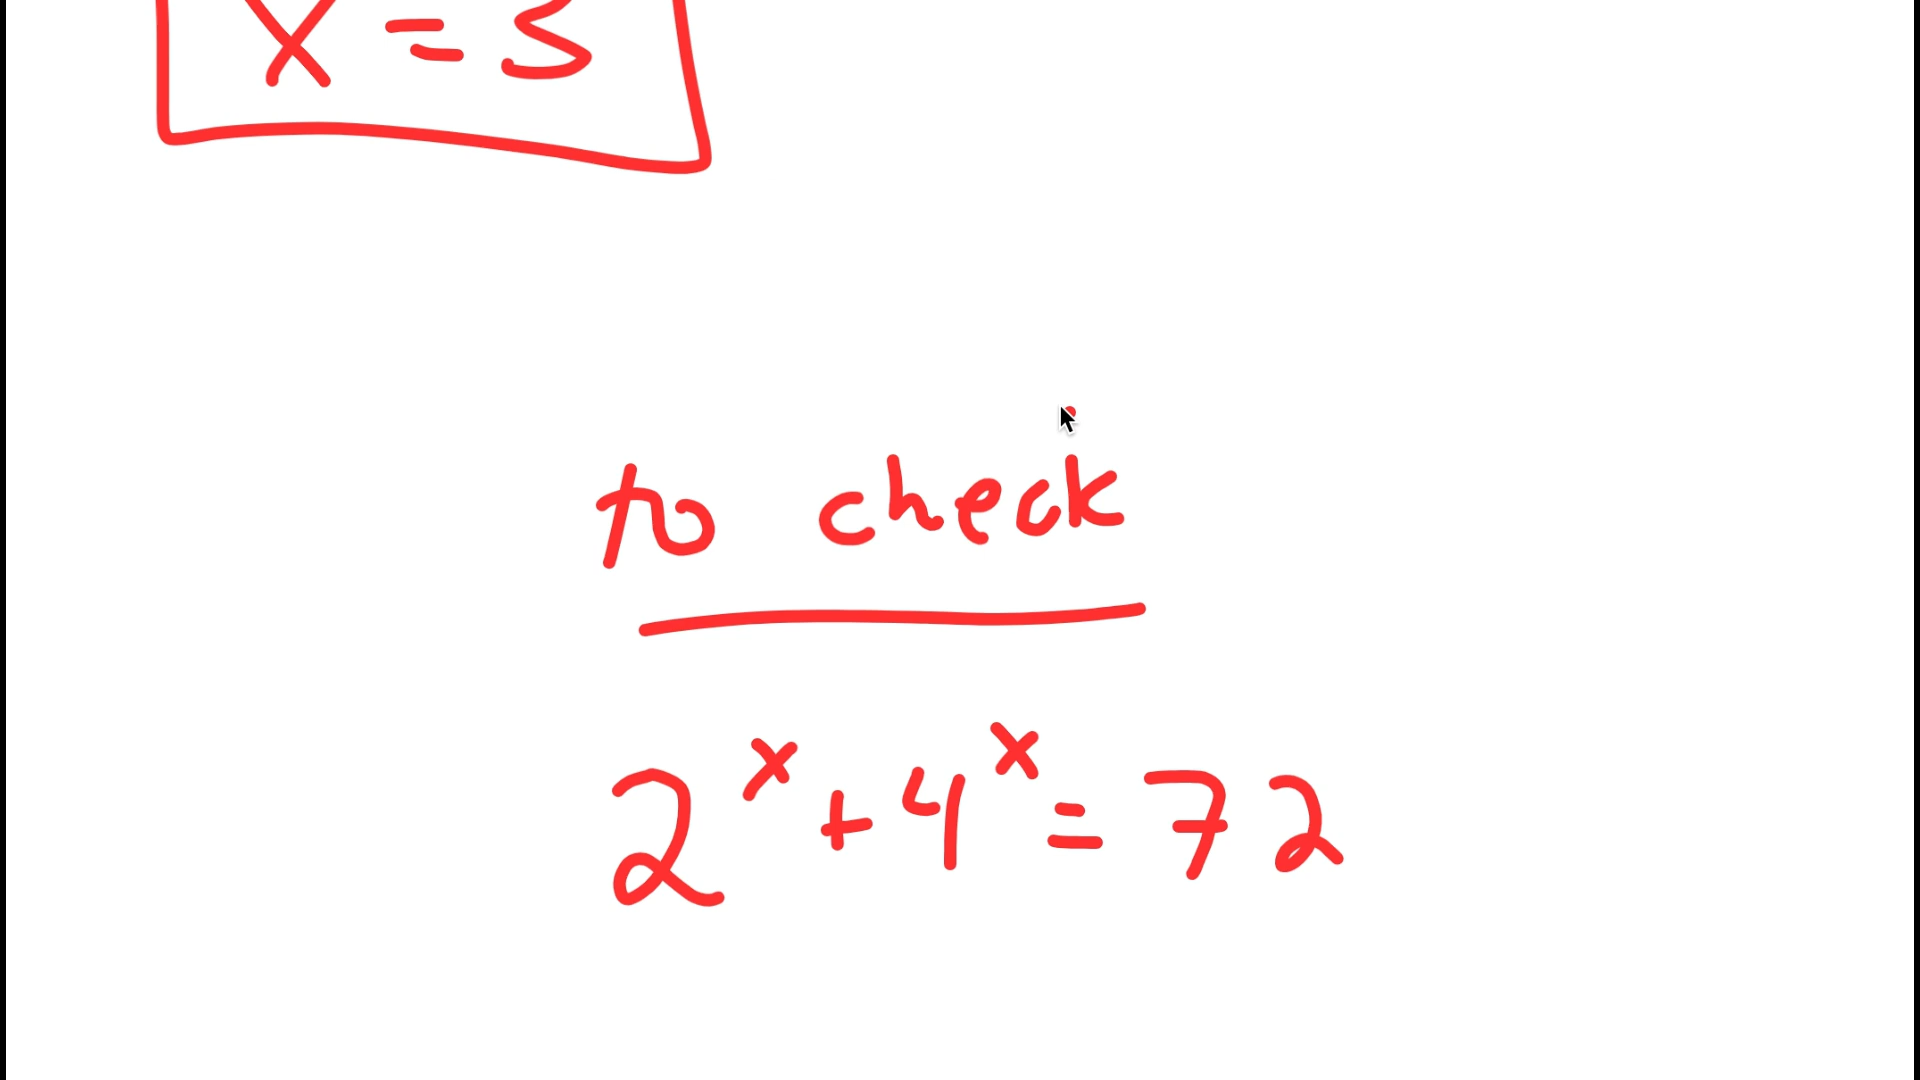 x = 3
to check
2^x + 4^x = 72